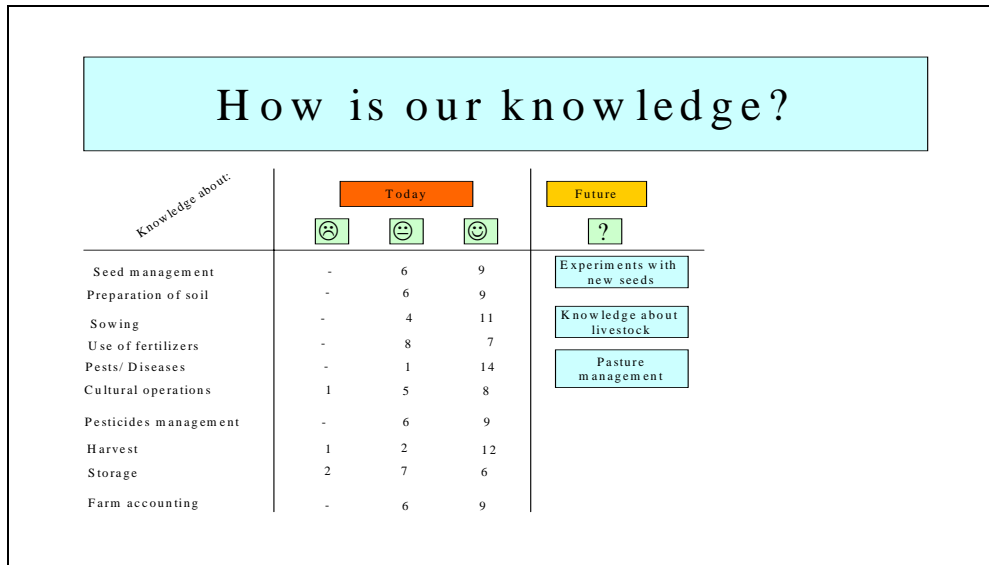 How is our knowledge?
Knowledge about:
Today
Future
☹ 😐 ☺ ?
Seed management - 6 9
Preparation of soil - 6 9
Sowing - 4 11
Use of fertilizers - 8 7
Pests/ Diseases - 1 14
Cultural operations 1 5 8
Pesticides management - 6 9
Harvest 1 2 12
Storage 2 7 6
Farm accounting - 6 9
Experiments with
new seeds
Knowledge about
livestock
Pasture
management